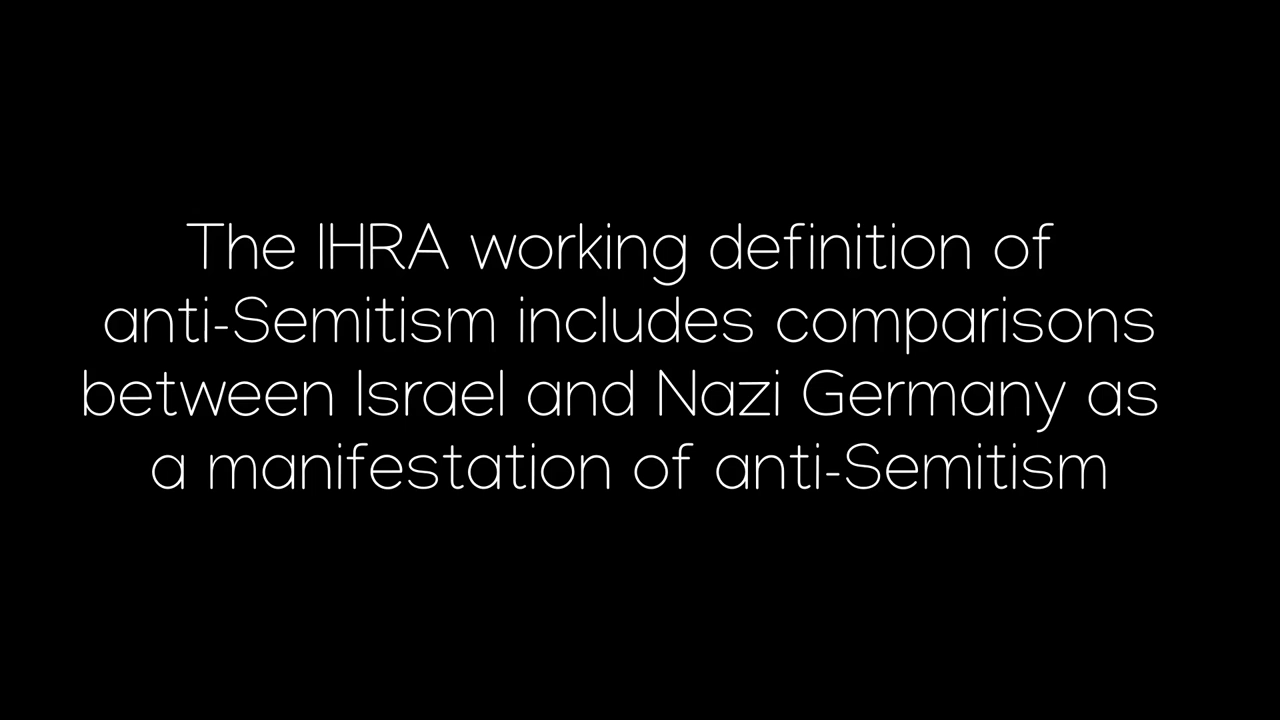 The IHRA working definition of
anti-Semitism includes comparisons
between Israel and Nazi Germany as
a manifestation of anti-Semitism